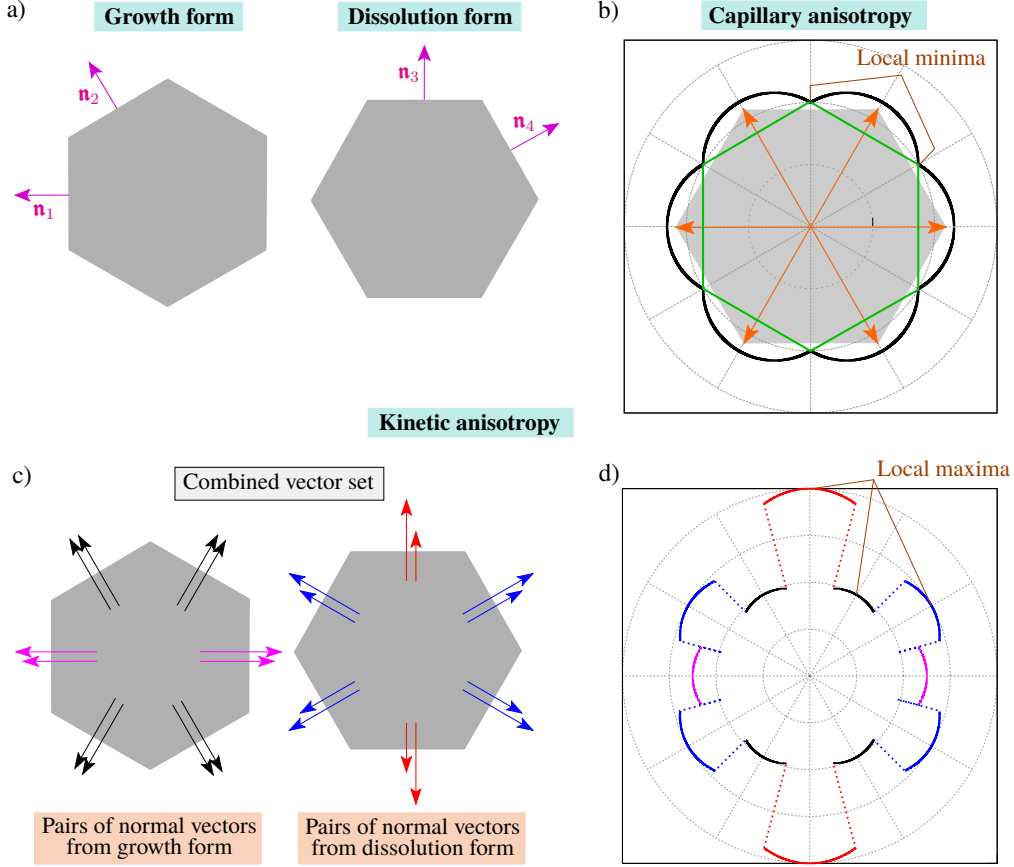 a)
Growth form
Dissolution form
𝖓1
𝖓2
𝖓3
𝖓4
b)
Capillary anisotropy
Local minima
Kinetic anisotropy
c)
Combined vector set
Pairs of normal vectors
from growth form
Pairs of normal vectors
from dissolution form
d)
Local maxima